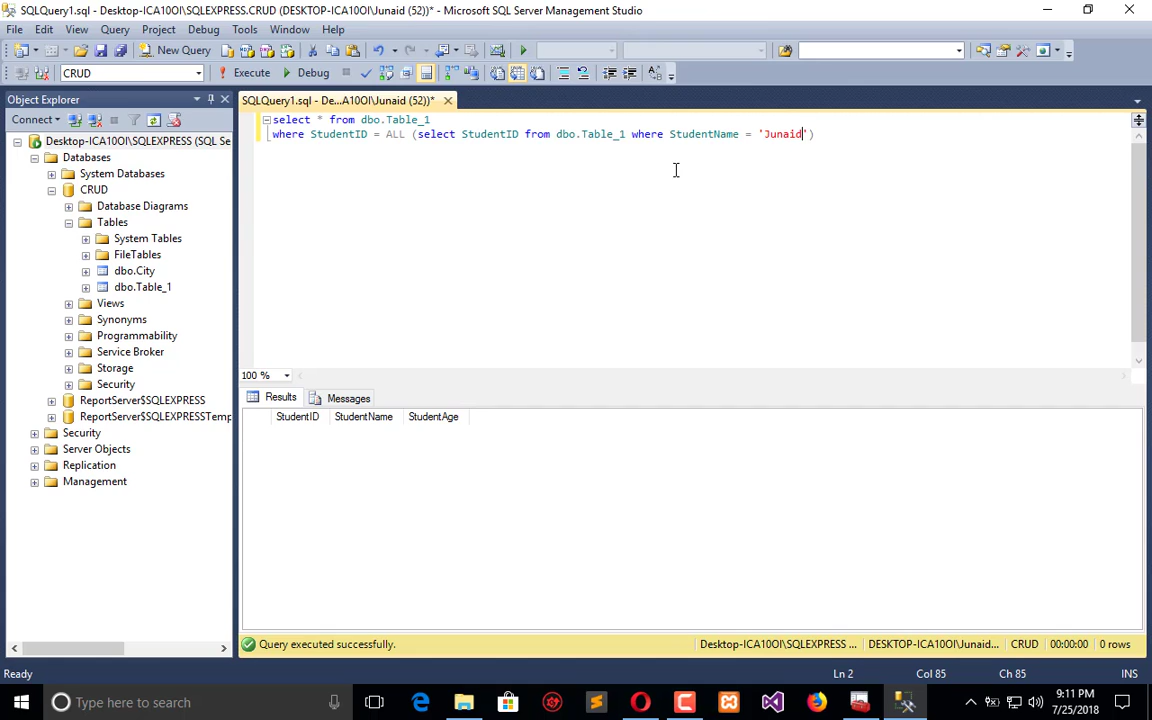 SQLQuery1.sql - Desktop-ICA10OI\SQLEXPRESS.CRUD (DESKTOP-ICA10OI\Junaid (52))* - Microsoft SQL Server Management Studio
File Edit View Query Project Debug Tools Window Help
New Query
CRUD Execute Debug
Object Explorer
SQLQuery1.sql - De...A10OI\Junaid (52))*
Connect
Desktop-ICA10OI\SQLEXPRESS (SQL Se
Databases
System Databases
CRUD
Database Diagrams
Tables
System Tables
FileTables
dbo.City
dbo.Table_1
Views
Synonyms
Programmability
Service Broker
Storage
Security
ReportServer$SQLEXPRESS
ReportServer$SQLEXPRESSTemp
Security
Server Objects
Replication
Management
select * from dbo.Table_1
where StudentID = ALL (select StudentID from dbo.Table_1 where StudentName = 'Junaid')
100 %
Results Messages
StudentID StudentName StudentAge
Query executed successfully. Desktop-ICA10OI\SQLEXPRESS ... DESKTOP-ICA10OI\Junaid... CRUD 00:00:00 0 rows
Ready Ln 2 Col 85 Ch 85 INS
Type here to search
9:11 PM
7/25/2018